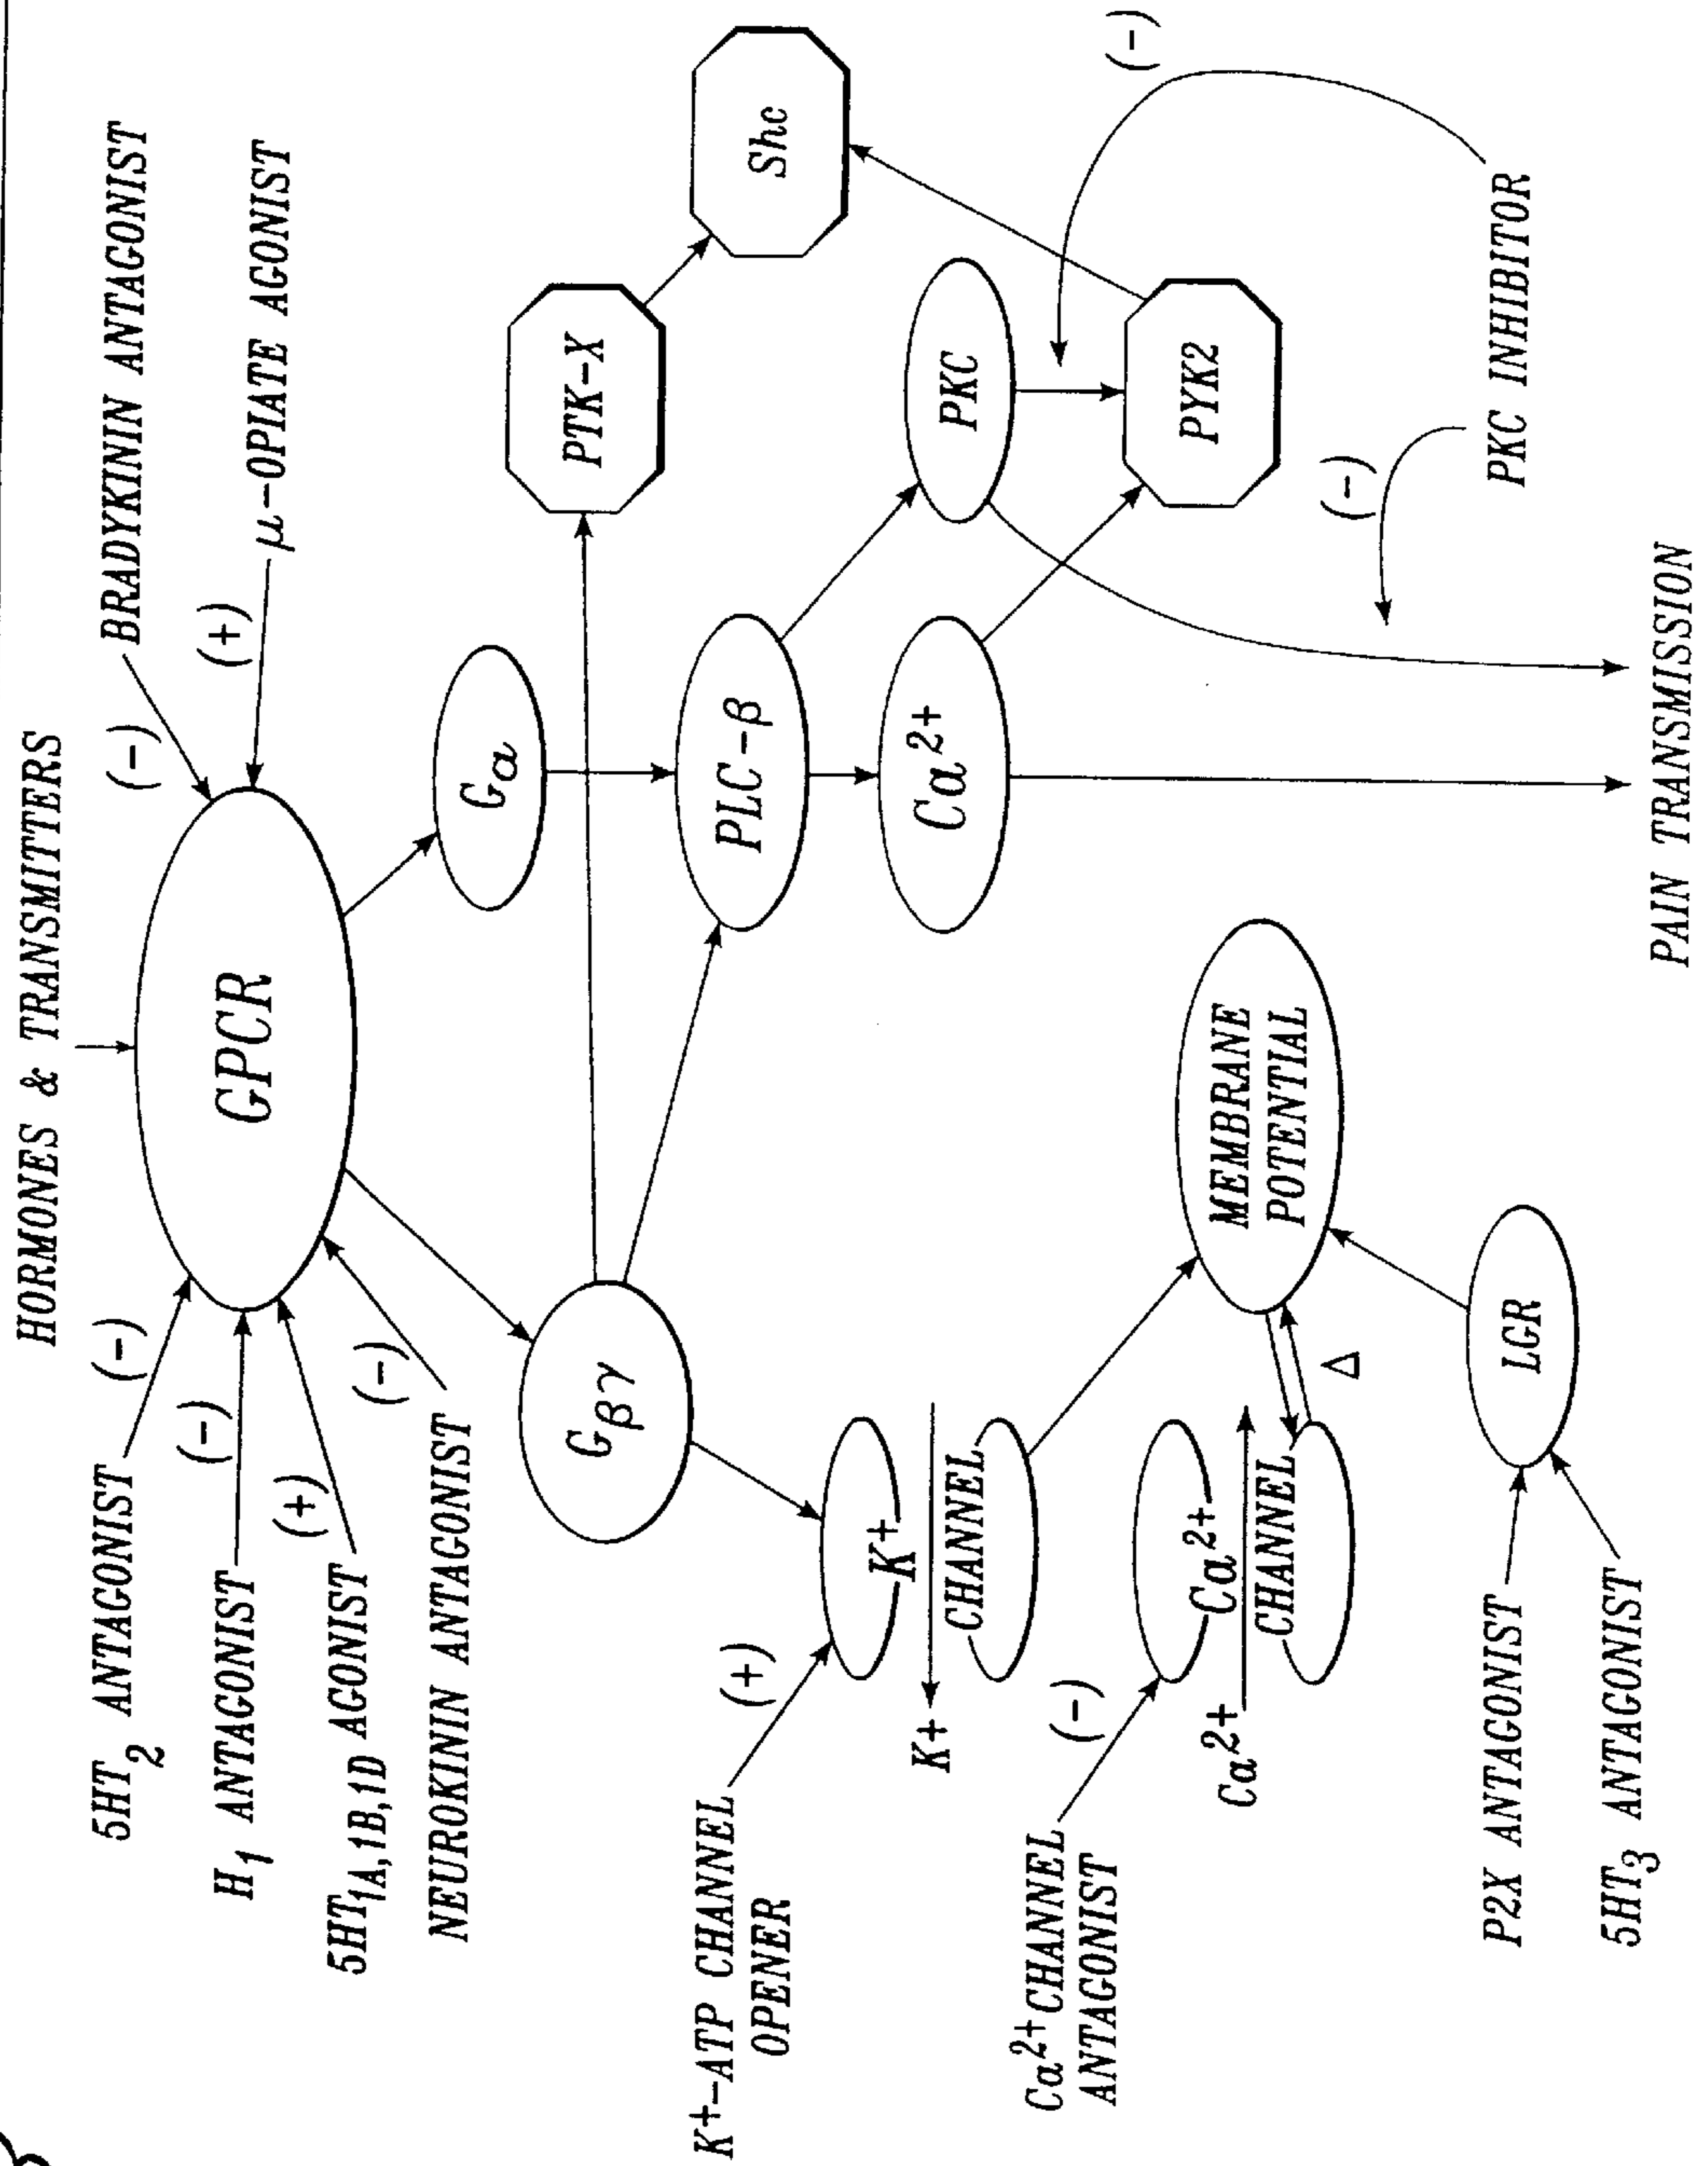 HORMONES & TRANSMITTERS
5HT2 ANTAGONIST
(-)
(-)
BRADYKININ ANTAGONIST
H1 ANTAGONIST
(-)
GPCR
(+)
μ-OPIATE AGONIST
5HT1A,1B,1D AGONIST
(+)
NEUROKININ ANTAGONIST
(-)
Gα
Gβγ
PTK-X
Shc
K+-ATP CHANNEL
OPENER
(+)
PLC-β
K+
K+
CHANNEL
Ca2+
PKC
(-)
Ca2+ CHANNEL
ANTAGONIST
(-)
Ca2+
Ca2+
CHANNEL
MEMBRANE
POTENTIAL
PYK2
Δ
(-)
P2X ANTAGONIST
LGR
PKC INHIBITOR
5HT3 ANTAGONIST
PAIN TRANSMISSION